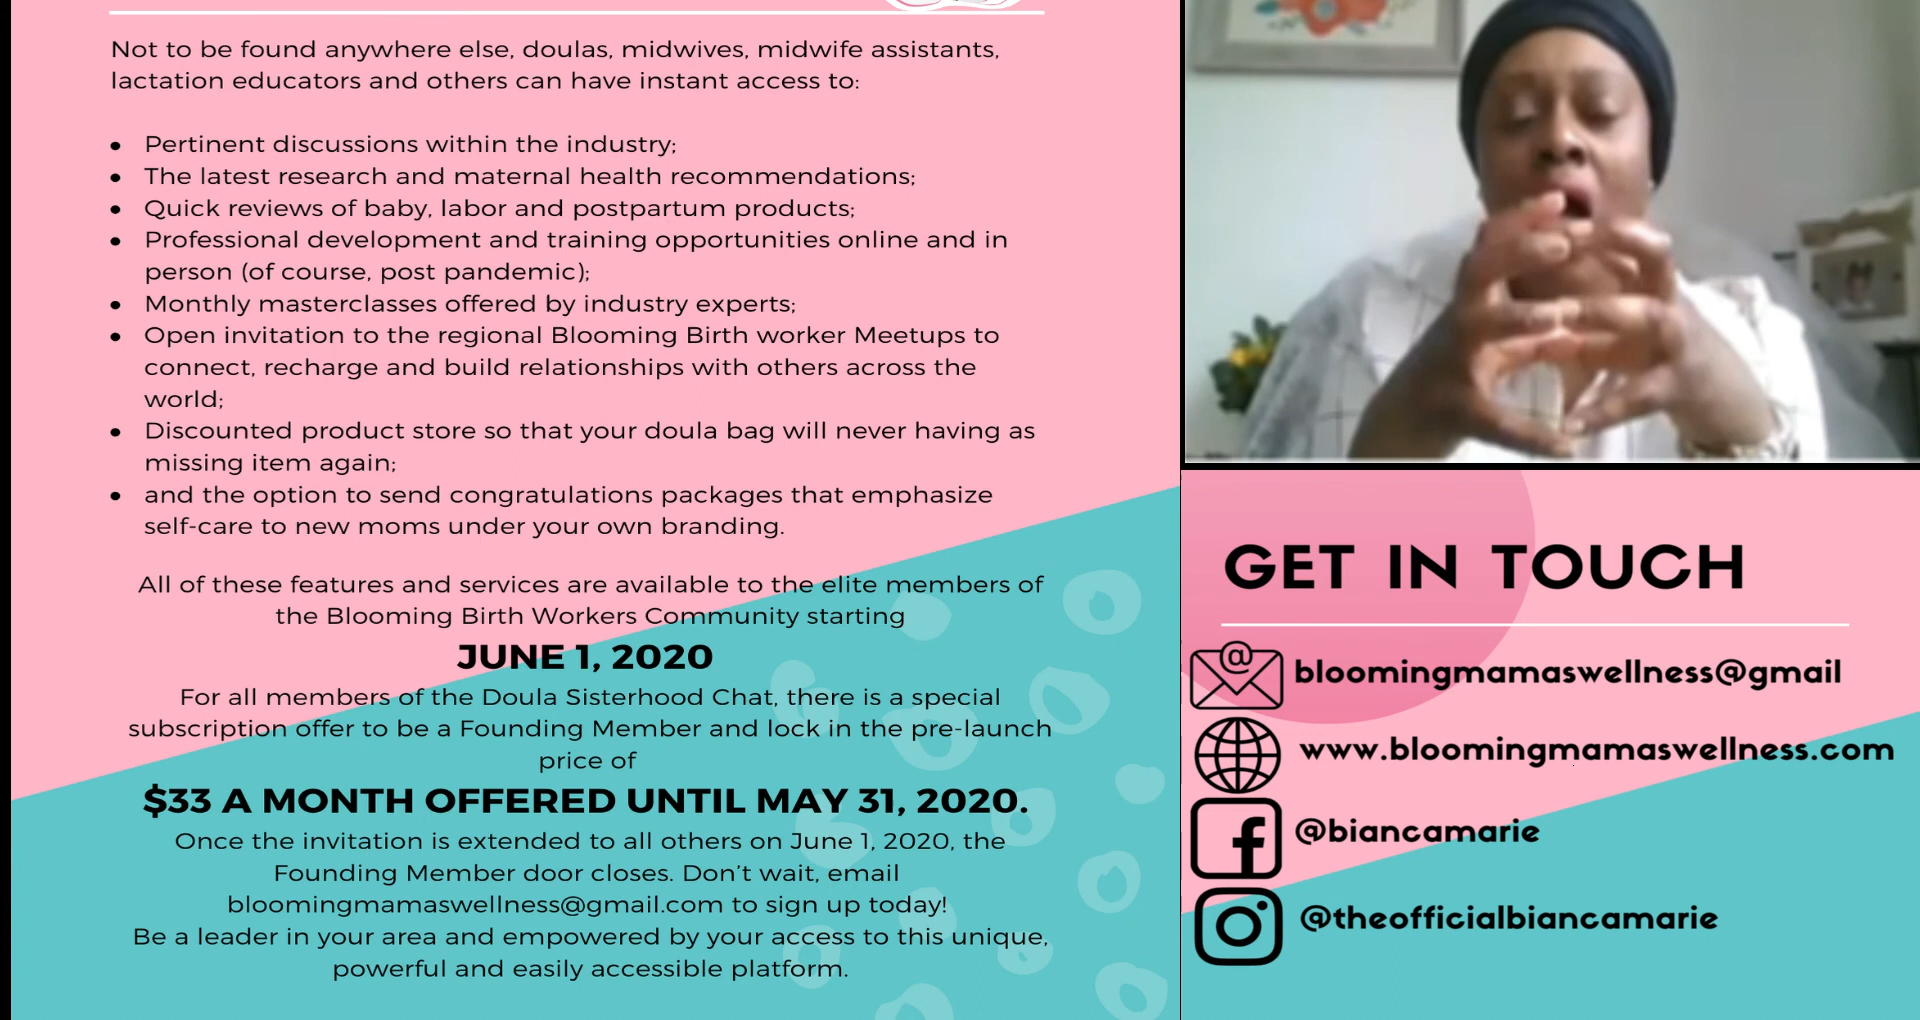 Not to be found anywhere else, doulas, midwives, midwife assistants,
lactation educators and others can have instant access to:
• Pertinent discussions within the industry;
• The latest research and maternal health recommendations;
• Quick reviews of baby, labor and postpartum products;
• Professional development and training opportunities online and in
person (of course, post pandemic);
• Monthly masterclasses offered by industry experts;
• Open invitation to the regional Blooming Birth worker Meetups to
connect, recharge and build relationships with others across the
world;
• Discounted product store so that your doula bag will never having as
missing item again;
• and the option to send congratulations packages that emphasize
self-care to new moms under your own branding.
All of these features and services are available to the elite members of
the Blooming Birth Workers Community starting
JUNE 1, 2020
For all members of the Doula Sisterhood Chat, there is a special
subscription offer to be a Founding Member and lock in the pre-launch
price of
$33 A MONTH OFFERED UNTIL MAY 31, 2020.
Once the invitation is extended to all others on June 1, 2020, the
Founding Member door closes. Don't wait, email
bloomingmamaswellness@gmail.com to sign up today!
Be a leader in your area and empowered by your access to this unique,
powerful and easily accessible platform.
GET IN TOUCH
bloomingmamaswellness@gmail
www.bloomingmamaswellness.com
@biancamarie
@theofficialbiancamarie